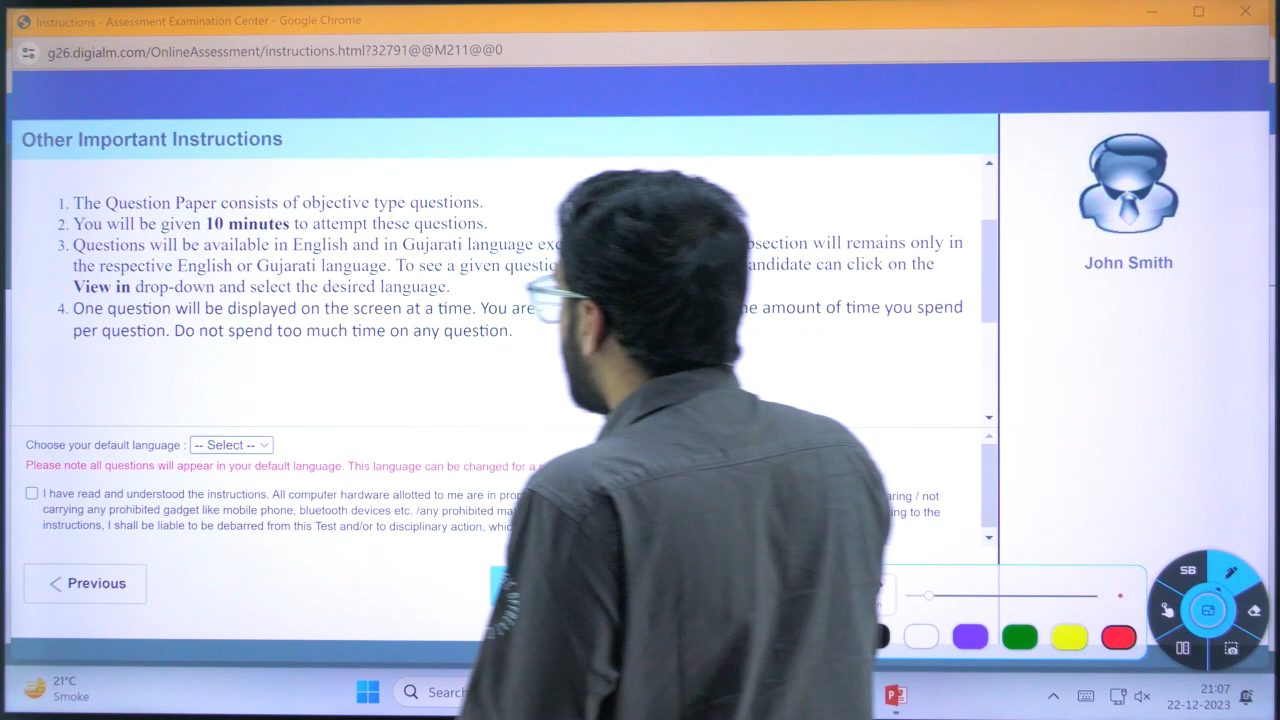 Instructions - Assessment Examination Center - Google Chrome
g26.digialm.com/OnlineAssessment/instructions.html?32791@@M211@@0
Other Important Instructions
1. The Question Paper consists of objective type questions.
2. You will be given 10 minutes to attempt these questions.
3. Questions will be available in English and in Gujarati language section will remains only in
the respective English or Gujarati language. To see a given candidate can click on the
View in drop-down and select the desired language.
4. One question will be displayed on the screen at a time. You are amount of time you spend
per question. Do not spend too much time on any question.
John Smith
Choose your default language : -- Select --
Please note all questions will appear in your default language. This language can be changed for a
I have read and understood the instructions. All computer hardware allotted to me are in / not
carrying any prohibited gadget like mobile phone, bluetooth devices etc. /any prohibited to the
instructions, I shall be liable to be debarred from this Test and/or to disciplinary action,
Previous
SB
21°C
Smoke
Search
21:07
22-12-2023